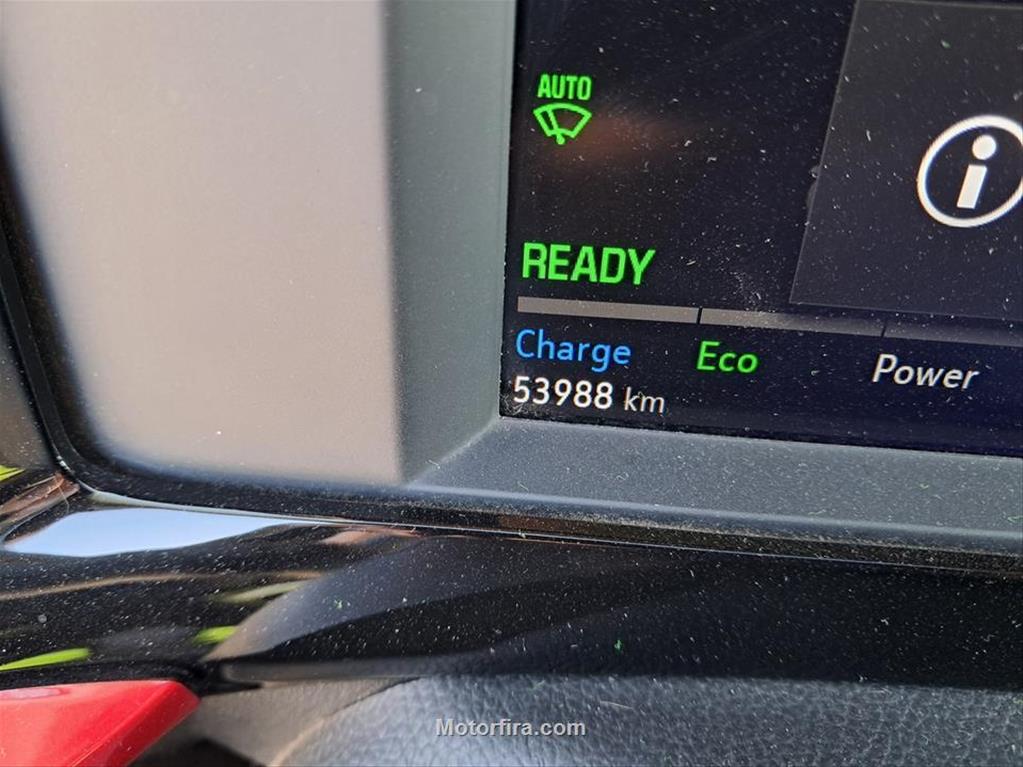 AUTO
READY
Charge Eco Power
53988 km
Motorfira.com